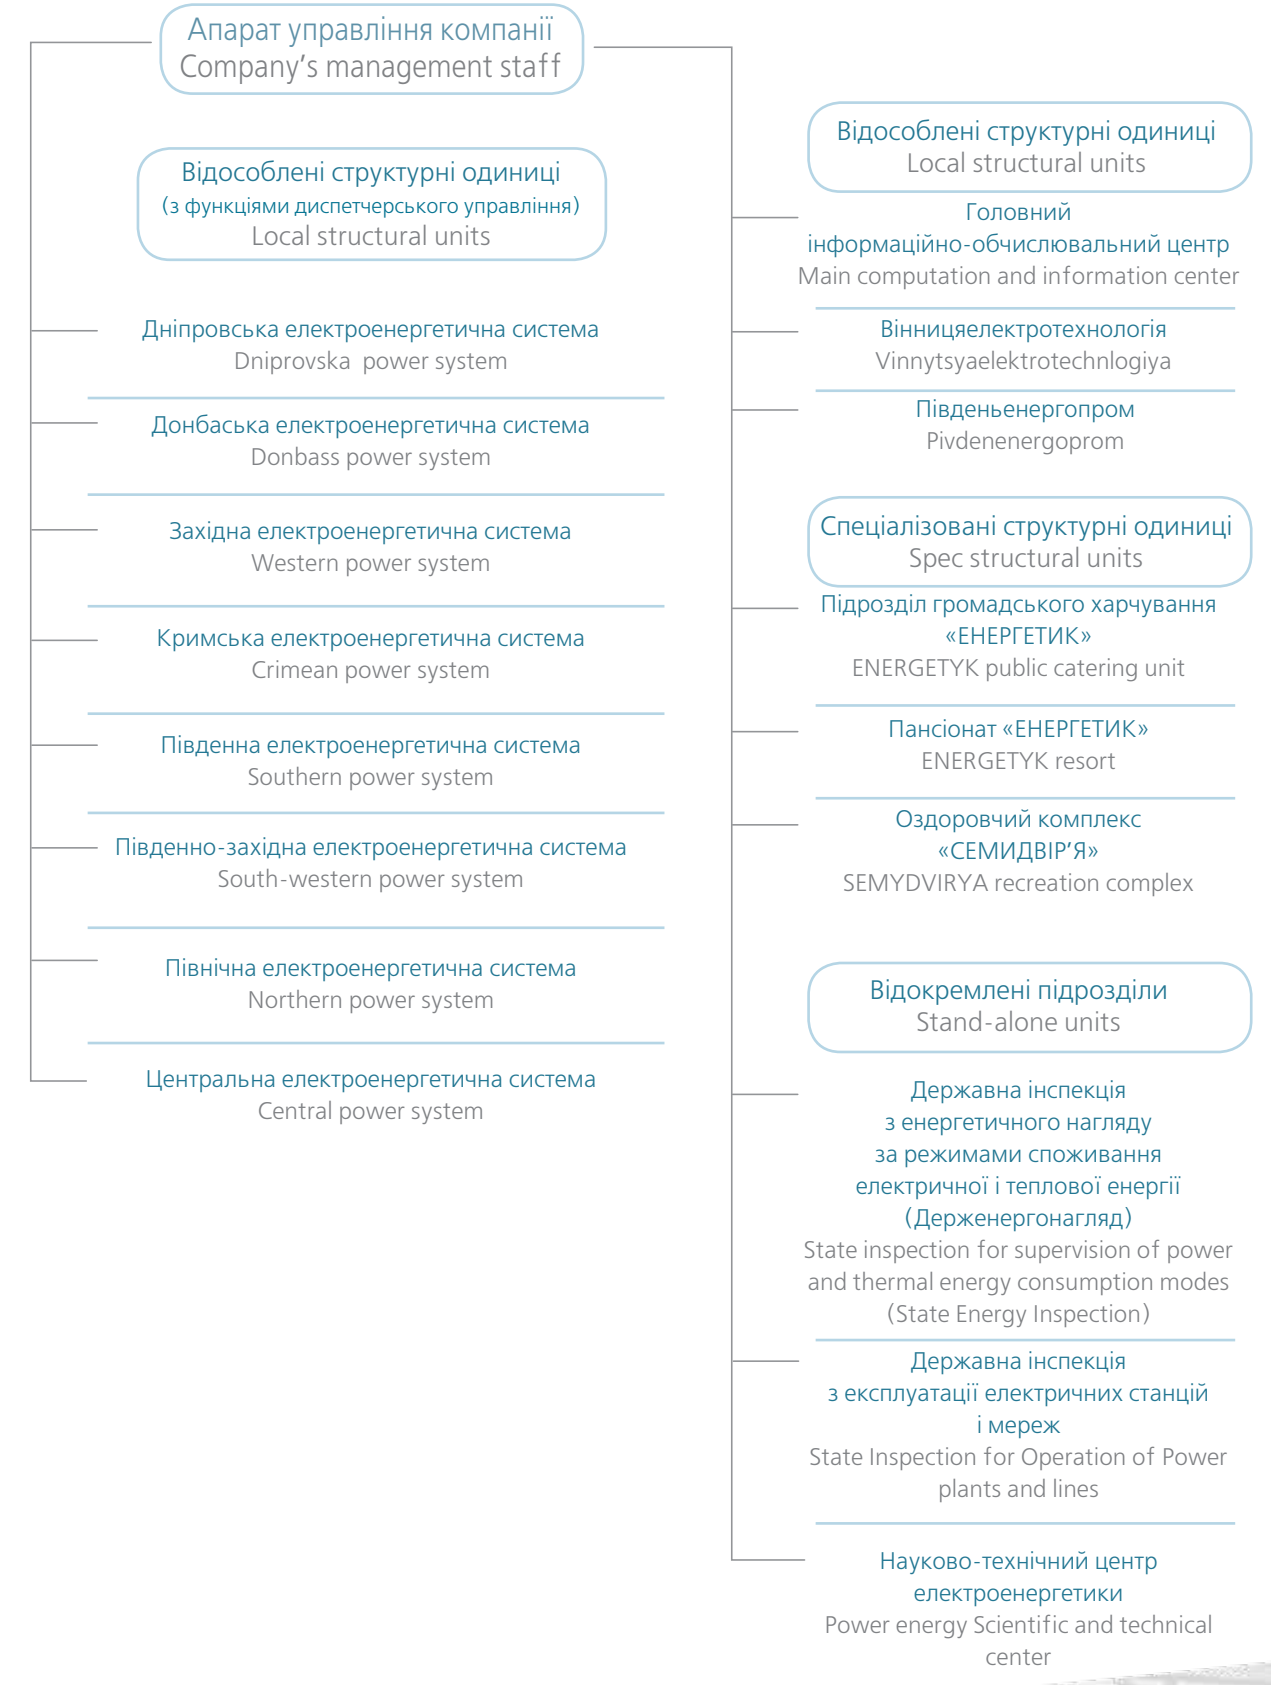 Апарат управління компанії
Company's management staff
Відособлені структурні одиниці
(з функціями диспетчерського управління)
Local structural units
Дніпровська електроенергетична система
Dniprovska power system
Донбаська електроенергетична система
Donbass power system
Західна електроенергетична система
Western power system
Кримська електроенергетична система
Crimean power system
Південна електроенергетична система
Southern power system
Південно-західна електроенергетична система
South-western power system
Північна електроенергетична система
Northern power system
Центральна електроенергетична система
Central power system
Відособлені структурні одиниці
Local structural units
Головний
інформаційно-обчислювальний центр
Main computation and information center
Вінницяелектротехнологія
Vinnytsyaelektrotechnlogiya
Південьенергопром
Pivdenenergoprom
Спеціалізовані структурні одиниці
Spec structural units
Підрозділ громадського харчування
«ЕНЕРГЕТИК»
ENERGETYK public catering unit
Пансіонат «ЕНЕРГЕТИК»
ENERGETYK resort
Оздоровчий комплекс
«СЕМИДВІР’Я»
SEMYDVIRYA recreation complex
Відокремлені підрозділи
Stand-alone units
Державна інспекція
з енергетичного нагляду
за режимами споживання
електричної і теплової енергії
(Держенергонагляд)
State inspection for supervision of power
and thermal energy consumption modes
(State Energy Inspection)
Державна інспекція
з експлуатації електричних станцій
і мереж
State Inspection for Operation of Power
plants and lines
Науково-технічний центр
електроенергетики
Power energy Scientific and technical
center